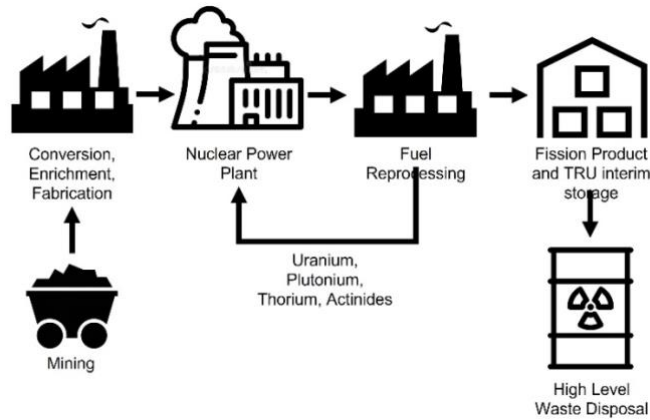 Conversion,
Enrichment,
Fabrication
Nuclear Power
Plant
Fuel
Reprocessing
Fission Product
and TRU interim
storage
Uranium,
Plutonium,
Thorium, Actinides
Mining
High Level
Waste Disposal